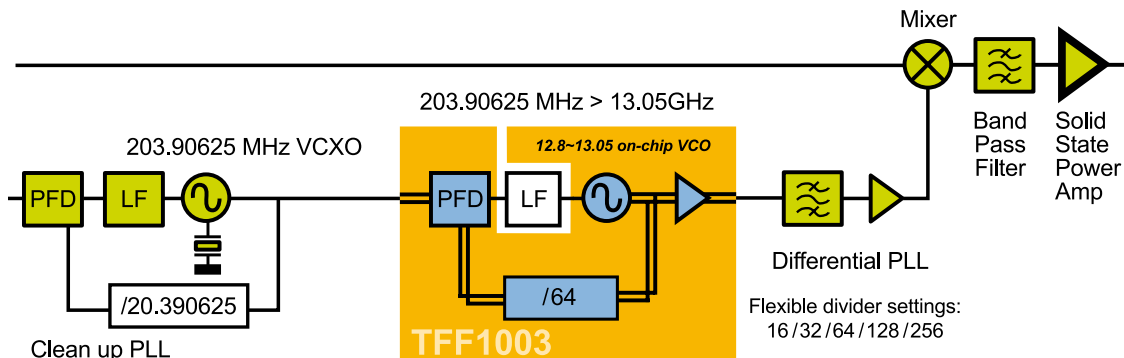 Mixer
203.90625 MHz > 13.05GHz
Band
Pass
Filter
Solid
State
Power
Amp
203.90625 MHz VCXO
12.8~13.05 on-chip VCO
PFD
LF
PFD
LF
Differential PLL
/20.390625
/64
Flexible divider settings:
16/32/64/128/256
Clean up PLL
TFF1003